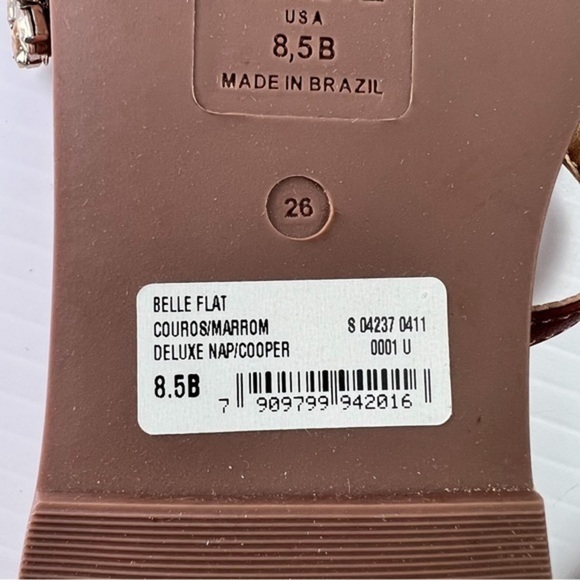 USA
8,5B
MADE IN BRAZIL
26
BELLE FLAT
COUROS/MARROM S 04237 0411
DELUXE NAP/COOPER 0001 U
8.5B
7 909799 942016